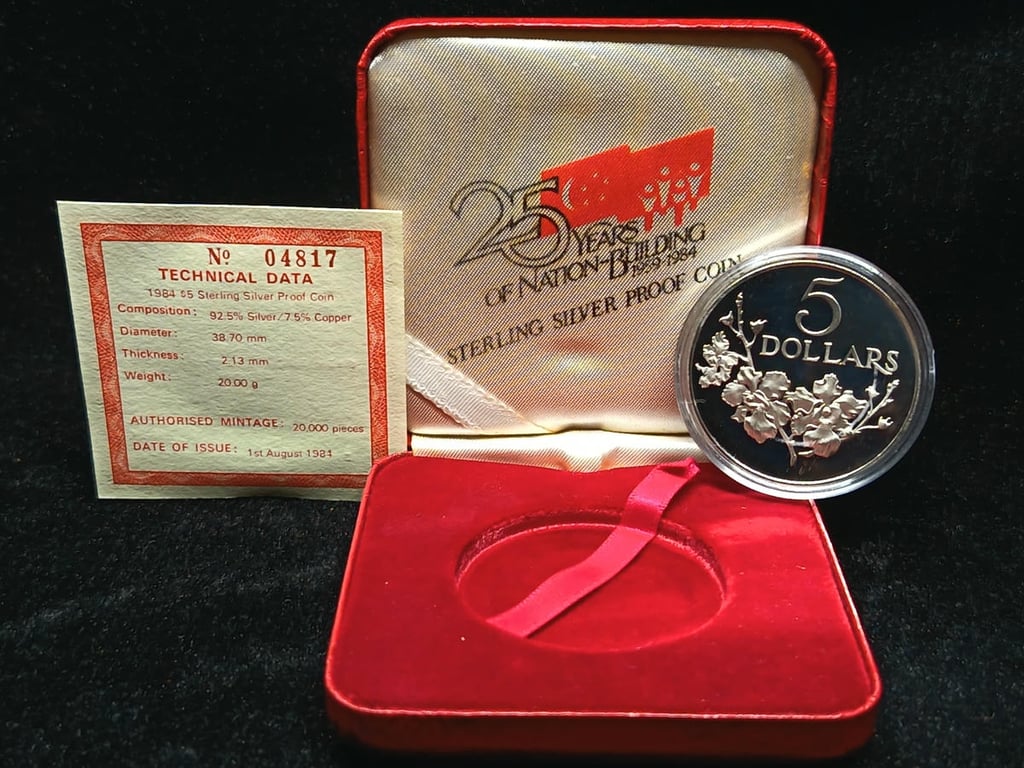 Nº 04817
TECHNICAL DATA
1984 $5 Sterling Silver Proof Coin
Composition: 92.5% Silver/7.5% Copper
Diameter: 38.70 mm
Thickness: 2.13 mm
Weight: 20.00 g
AUTHORISED MINTAGE: 20,000 pieces
DATE OF ISSUE: 1st August 1984
25 YEARS
OF NATION-BUILDING
1959-1984
STERLING SILVER PROOF COIN
5
DOLLARS